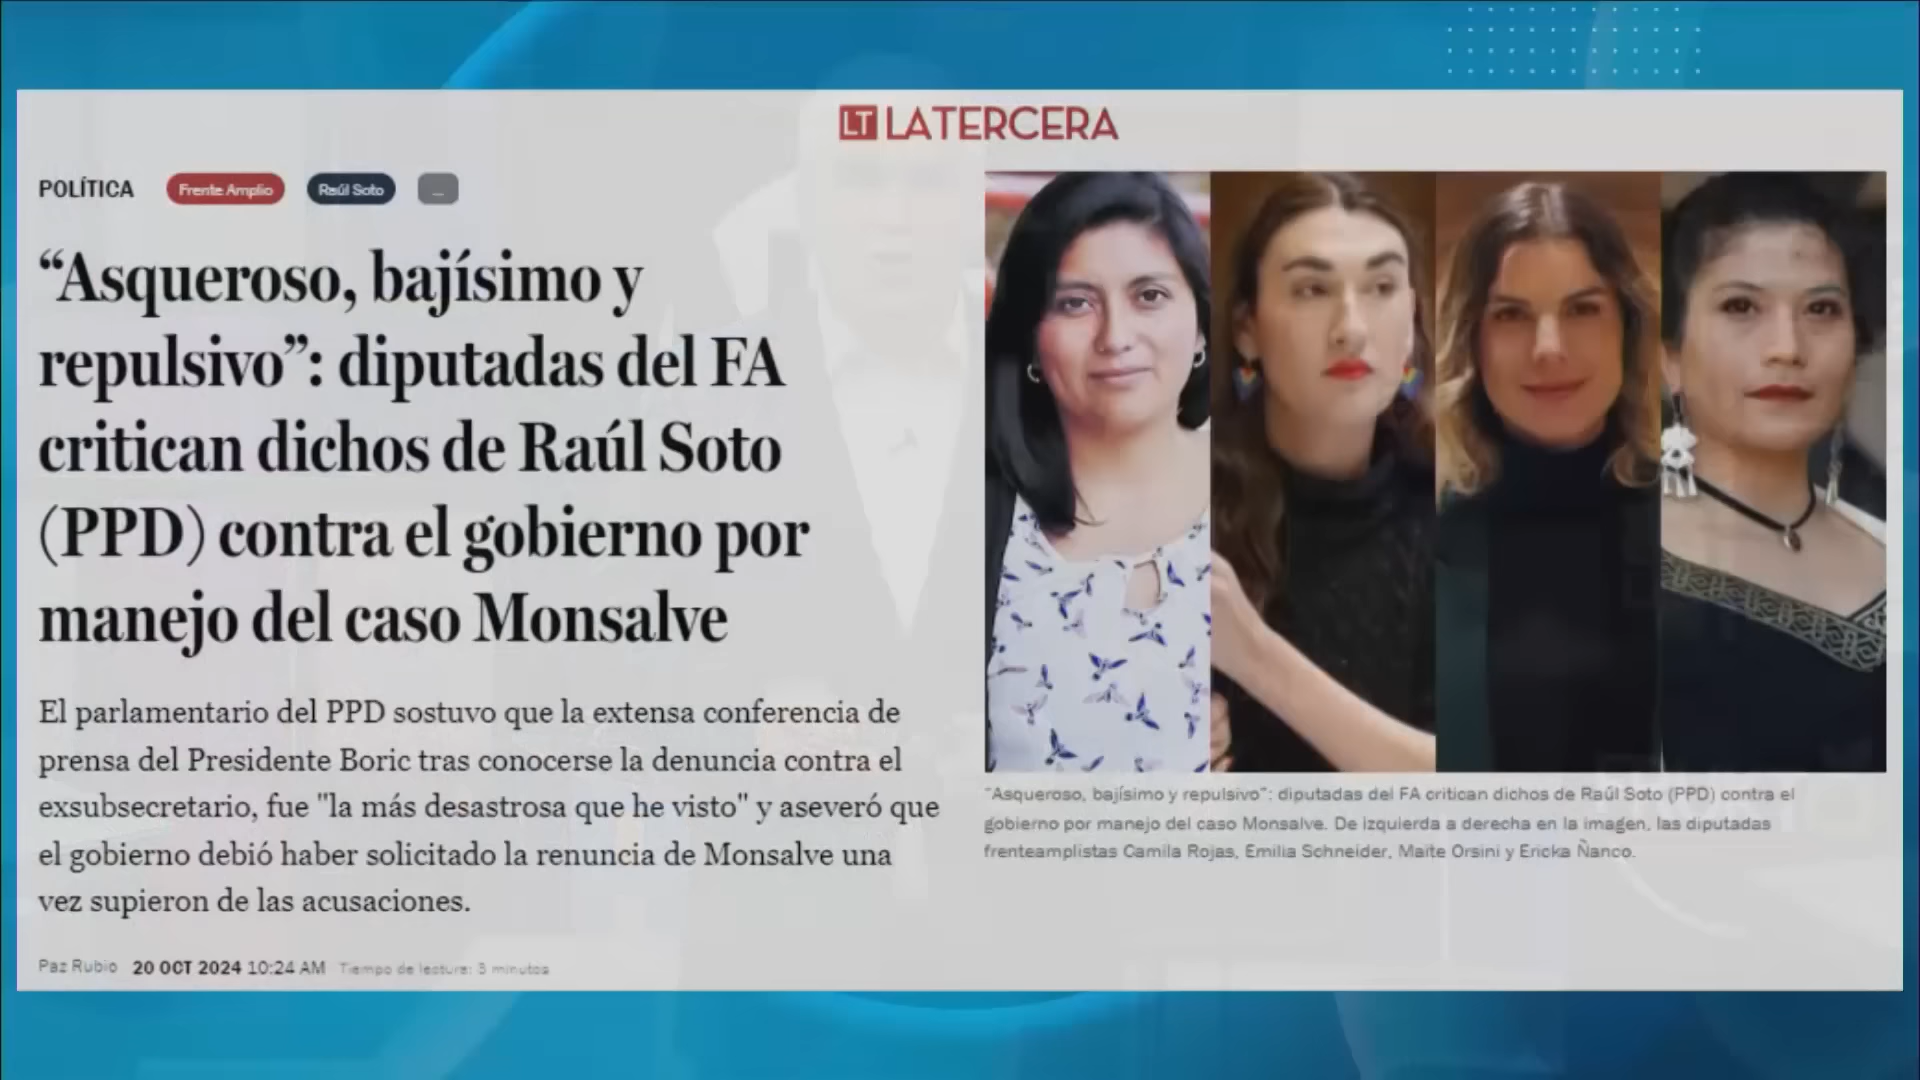 LT LATERCERA
POLÍTICA Frente Amplio Raúl Soto ...
“Asqueroso, bajísimo y
repulsivo”: diputadas del FA
critican dichos de Raúl Soto
(PPD) contra el gobierno por
manejo del caso Monsalve
El parlamentario del PPD sostuvo que la extensa conferencia de
prensa del Presidente Boric tras conocerse la denuncia contra el
exsubsecretario, fue "la más desastrosa que he visto" y aseveró que
el gobierno debió haber solicitado la renuncia de Monsalve una
vez supieron de las acusaciones.
Paz Rubio 20 OCT 2024 10:24 AM Tiempo de lectura: 3 minutos
“Asqueroso, bajísimo y repulsivo”: diputadas del FA critican dichos de Raúl Soto (PPD) contra el
gobierno por manejo del caso Monsalve. De izquierda a derecha en la imagen, las diputadas
frenteamplistas Camila Rojas, Emilia Schneider, Maite Orsini y Ericka Ñanco.